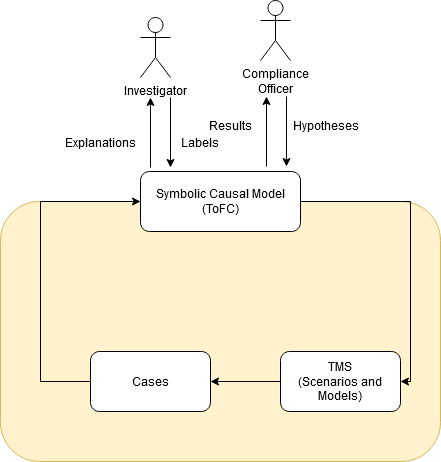 Investigator
Compliance
Officer
Explanations
Labels
Results
Hypotheses
Symbolic Causal Model
(ToFC)
Cases
TMS
(Scenarios and
Models)